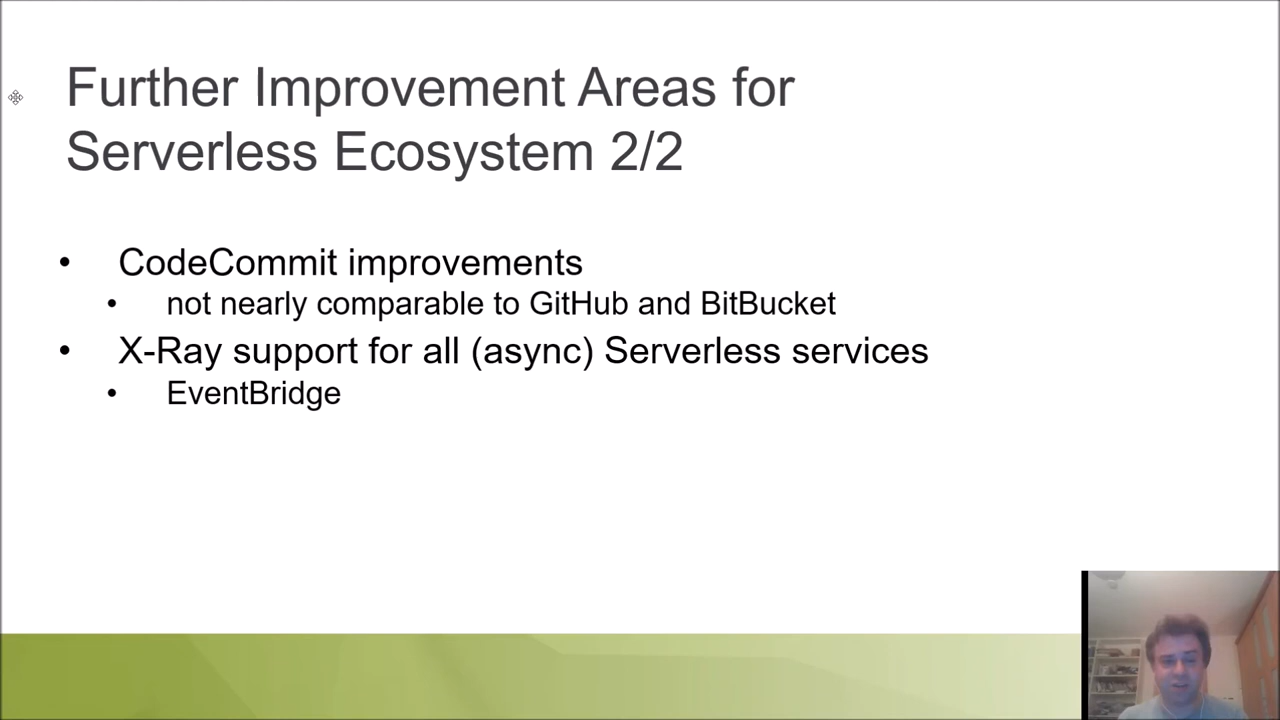 Further Improvement Areas for
Serverless Ecosystem 2/2
• CodeCommit improvements
• not nearly comparable to GitHub and BitBucket
• X-Ray support for all (async) Serverless services
• EventBridge